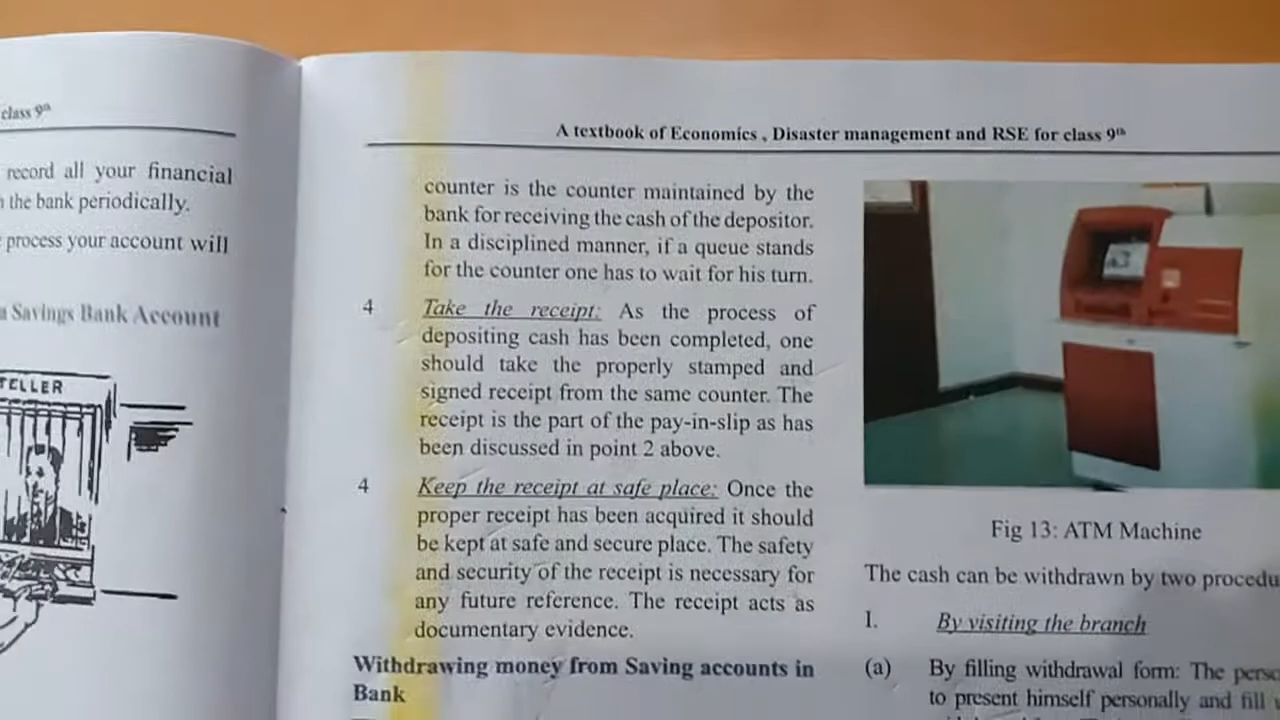 class 9th
record all your financial
the bank periodically.
process your account will
Savings Bank Account
TELLER
A textbook of Economics , Disaster management and RSE for class 9th
counter is the counter maintained by the
bank for receiving the cash of the depositor.
In a disciplined manner, if a queue stands
for the counter one has to wait for his turn.
4 Take the receipt: As the process of
depositing cash has been completed, one
should take the properly stamped and
signed receipt from the same counter. The
receipt is the part of the pay-in-slip as has
been discussed in point 2 above.
4 Keep the receipt at safe place: Once the
proper receipt has been acquired it should
be kept at safe and secure place. The safety
and security of the receipt is necessary for
any future reference. The receipt acts as
documentary evidence.
Withdrawing money from Saving accounts in
Bank
Fig 13: ATM Machine
The cash can be withdrawn by two
I. By visiting the branch
(a) By filling withdrawal form: The
to present himself personally and fill